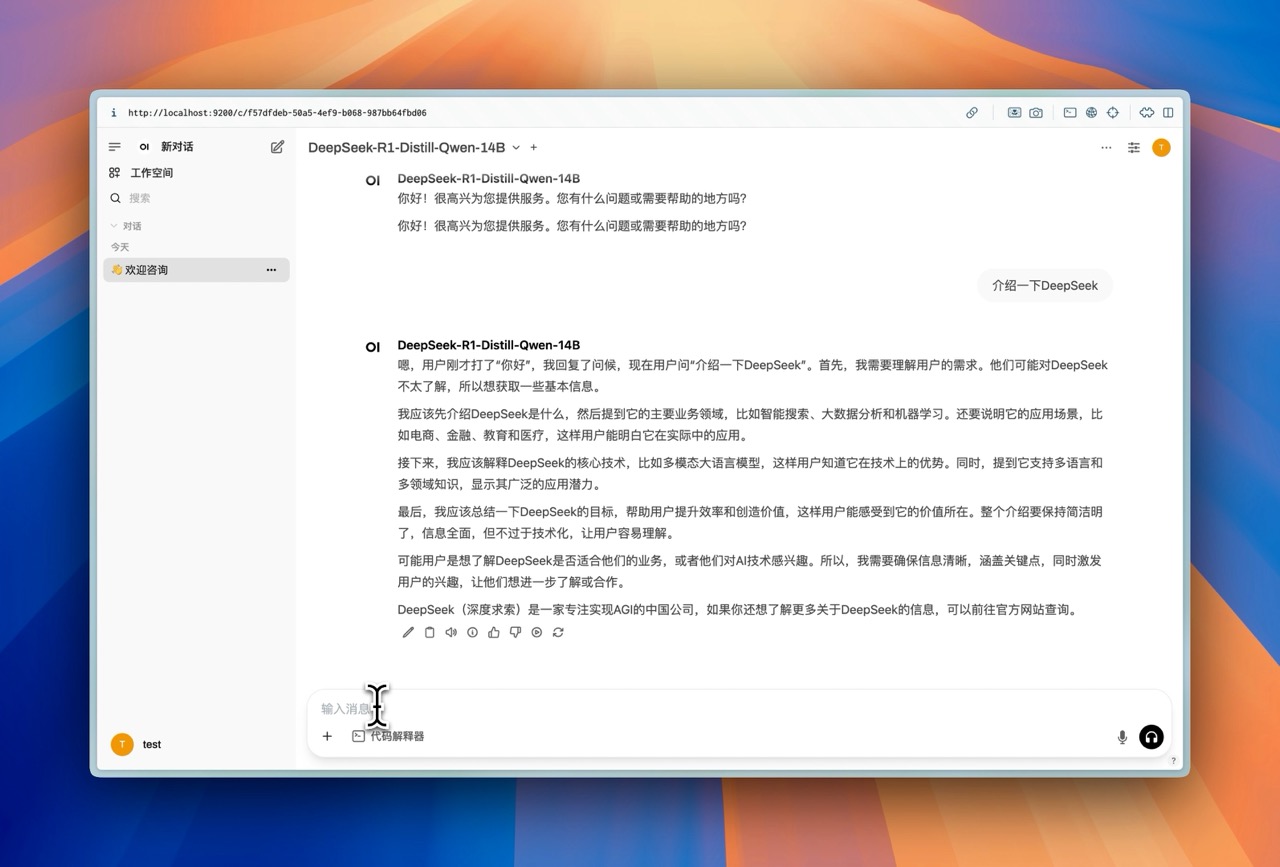 http://localhost:9200/c/f57dfdeb-50a5-4ef9-b068-987bb64fbd06
OI 新对话
工作空间
搜索
对话
今天
👋 欢迎咨询
T test
DeepSeek-R1-Distill-Qwen-14B
T
OI DeepSeek-R1-Distill-Qwen-14B
你好！很高兴为您提供服务。您有什么问题或需要帮助的地方吗?
你好！很高兴为您提供服务。您有什么问题或需要帮助的地方吗?
介绍一下DeepSeek
OI DeepSeek-R1-Distill-Qwen-14B
嗯，用户刚才打了“你好”，我回复了问候，现在用户问“介绍一下DeepSeek”。首先，我需要理解用户的需求。他们可能对DeepSeek
不太了解，所以想获取一些基本信息。
我应该先介绍DeepSeek是什么，然后提到它的主要业务领域，比如智能搜索、大数据分析和机器学习。还要说明它的应用场景，比
如电商、金融、教育和医疗，这样用户能明白它在实际中的应用。
接下来，我应该解释DeepSeek的核心技术，比如多模态大语言模型，这样用户知道它在技术上的优势。同时，提到它支持多语言和
多领域知识，显示其广泛的应用潜力。
最后，我应该总结一下DeepSeek的目标，帮助用户提升效率和创造价值，这样用户能感受到它的价值所在。整个介绍要保持简洁明
了，信息全面，但不过于技术化，让用户容易理解。
可能用户是想了解DeepSeek是否适合他们的业务，或者他们对AI技术感兴趣。所以，我需要确保信息清晰，涵盖关键点，同时激发
用户的兴趣，让他们想进一步了解或合作。
DeepSeek（深度求索）是一家专注实现AGI的中国公司，如果你还想了解更多关于DeepSeek的信息，可以前往官方网站查询。
输入消息
代码解释器
?